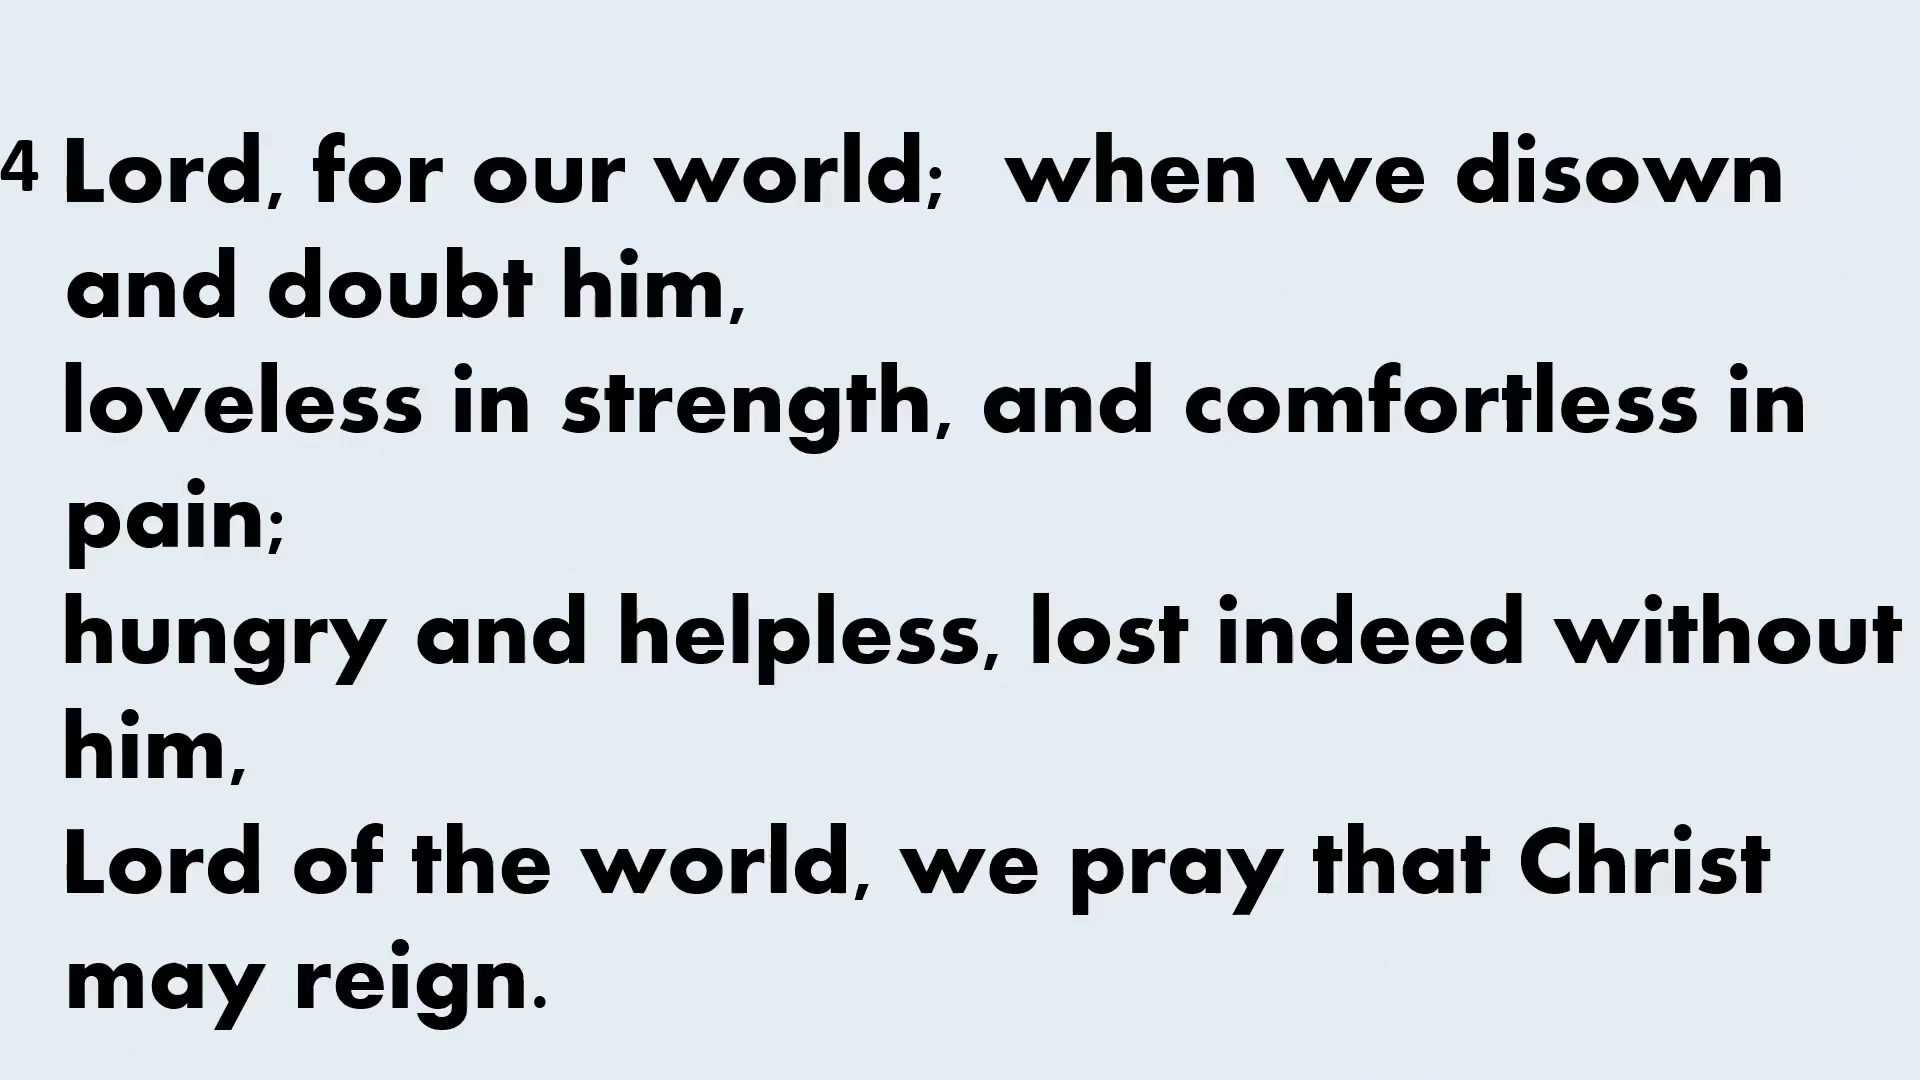 4 Lord, for our world;  when we disown
and doubt him,
loveless in strength, and comfortless in
pain;
hungry and helpless, lost indeed without
him,
Lord of the world, we pray that Christ
may reign.